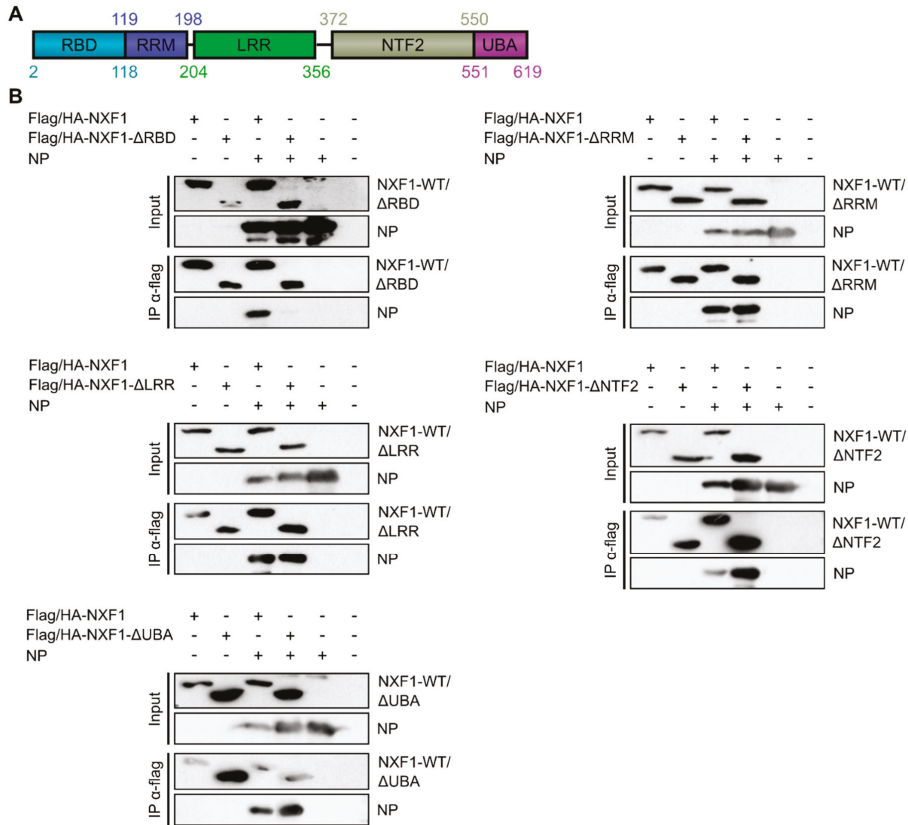 A
119 198 372 550
RBD RRM LRR NTF2 UBA
2 118 204 356 551 619
B
Flag/HA-NXF1 + - + - - -
Flag/HA-NXF1-ΔRBD - + - + - -
NP - - + + + -
Input
NXF1-WT/
ΔRBD
NP
IP α-flag
NXF1-WT/
ΔRBD
NP
Flag/HA-NXF1 + - + - - -
Flag/HA-NXF1-ΔRRM - + - + - -
NP - - + + + -
Input
NXF1-WT/
ΔRRM
NP
IP α-flag
NXF1-WT/
ΔRRM
NP
Flag/HA-NXF1 + - + - - -
Flag/HA-NXF1-ΔLRR - + - + - -
NP - - + + + -
Input
NXF1-WT/
ΔLRR
NP
IP α-flag
NXF1-WT/
ΔLRR
NP
Flag/HA-NXF1 + - + - - -
Flag/HA-NXF1-ΔNTF2 - + - + - -
NP - - + + + -
Input
NXF1-WT/
ΔNTF2
NP
IP α-flag
NXF1-WT/
ΔNTF2
NP
Flag/HA-NXF1 + - + - - -
Flag/HA-NXF1-ΔUBA - + - + - -
NP - - + + + -
Input
NXF1-WT/
ΔUBA
NP
IP α-flag
NXF1-WT/
ΔUBA
NP